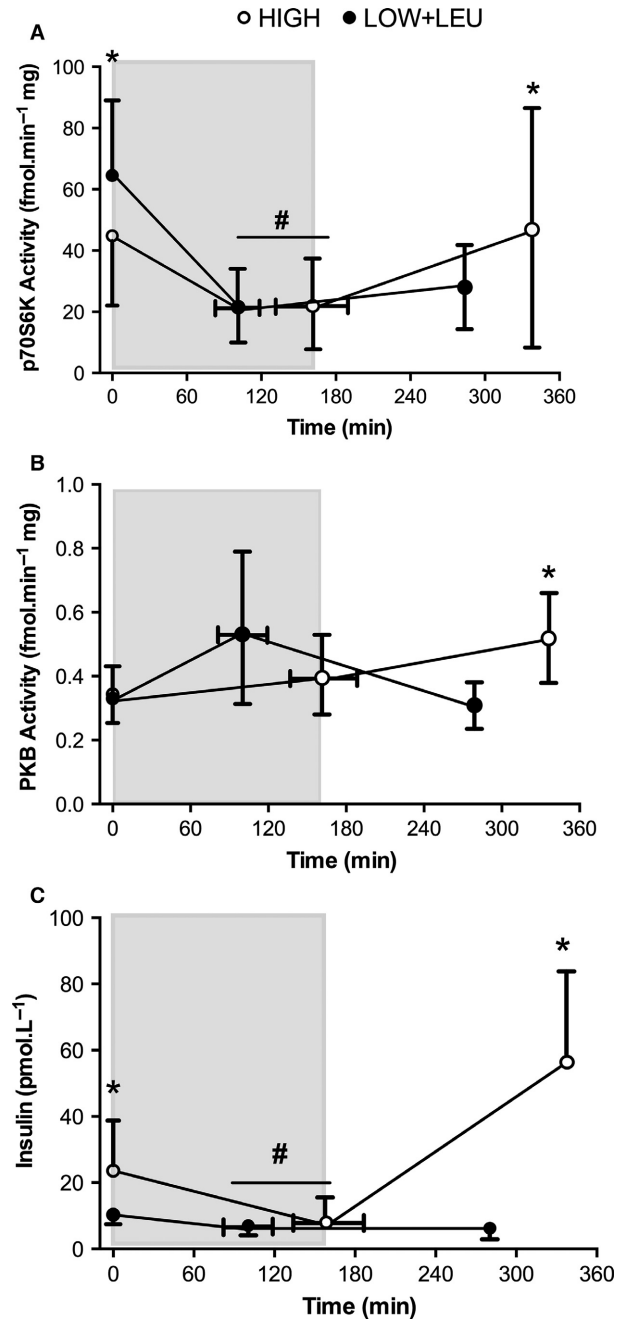 HIGH LOW+LEU
A
*
*
#
100
80
60
40
20
0
p70S6K Activity (fmol.min⁻¹ mg)
0 60 120 180 240 300 360
Time (min)
B
*
1.0
0.8
0.6
0.4
0.2
0.0
PKB Activity (fmol.min⁻¹ mg)
0 60 120 180 240 300 360
Time (min)
C
*
*
#
100
80
60
40
20
0
Insulin (pmol.L⁻¹)
0 60 120 180 240 300 360
Time (min)